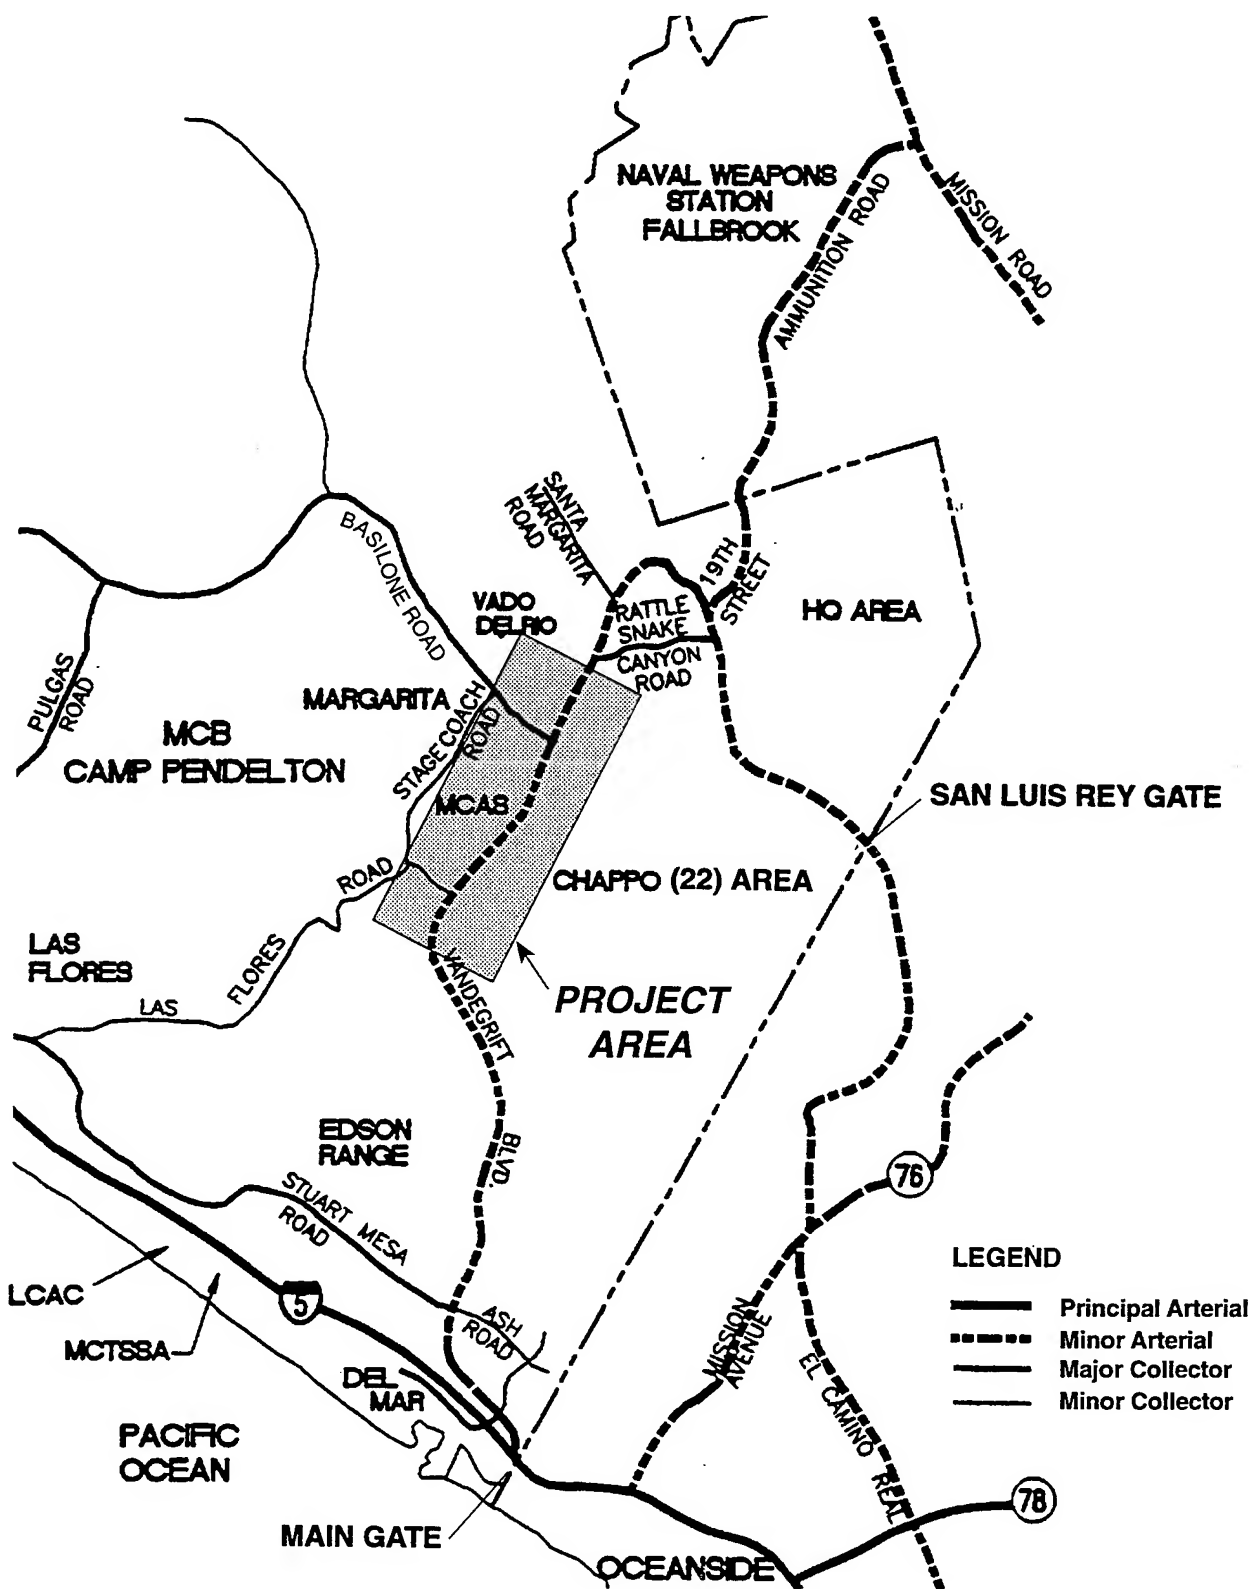 NAVAL WEAPONS
STATION
FALLBROOK
AMMUNITION ROAD
MISSION ROAD
SANTA
MARGARITA
ROAD
BASILONE ROAD
19TH
STREET
VADO
DELRIO
RATTLE
SNAKE
CANYON
ROAD
HQ AREA
PULGAS
ROAD
MARGARITA
STAGE COACH
ROAD
MCB
CAMP PENDELTON
MCAS
SAN LUIS REY GATE
CHAPPO (22) AREA
LAS
FLORES
LAS FLORES ROAD
VANDEGRIFT BLVD.
PROJECT
AREA
EDSON
RANGE
STUART MESA
ROAD
76
LCAC
MCTSSA
5
ASH
ROAD
MISSION
AVENUE
DEL
MAR
EL CAMINO REAL
LEGEND
Principal Arterial
Minor Arterial
Major Collector
Minor Collector
PACIFIC
OCEAN
MAIN GATE
78
OCEANSIDE